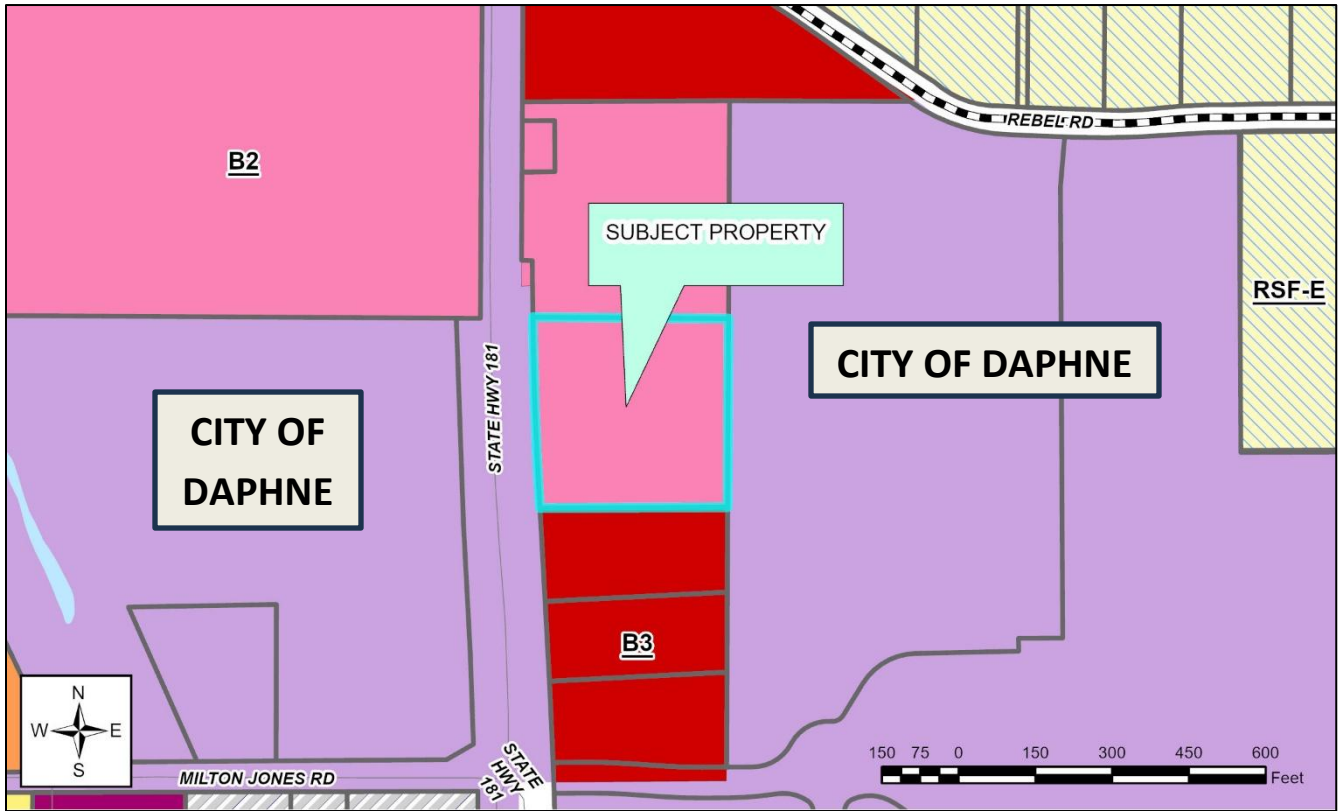 REBEL RD
B2
SUBJECT PROPERTY
RSF-E
CITY OF DAPHNE
STATE HWY 181
CITY OF
DAPHNE
B3
N
W
E
S
MILTON JONES RD
STATE
HWY
181
150 75 0 150 300 450 600
Feet